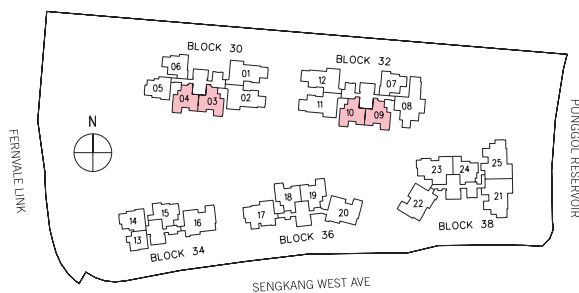 BLOCK 30
06
01
05
04
03
02
BLOCK 32
12
07
11
10
09
08
N
FERNVALE LINK
PUNGGOL RESERVOIR
14
15
16
13
BLOCK 34
18
19
17
20
BLOCK 36
23
24
25
22
21
BLOCK 38
SENGKANG WEST AVE